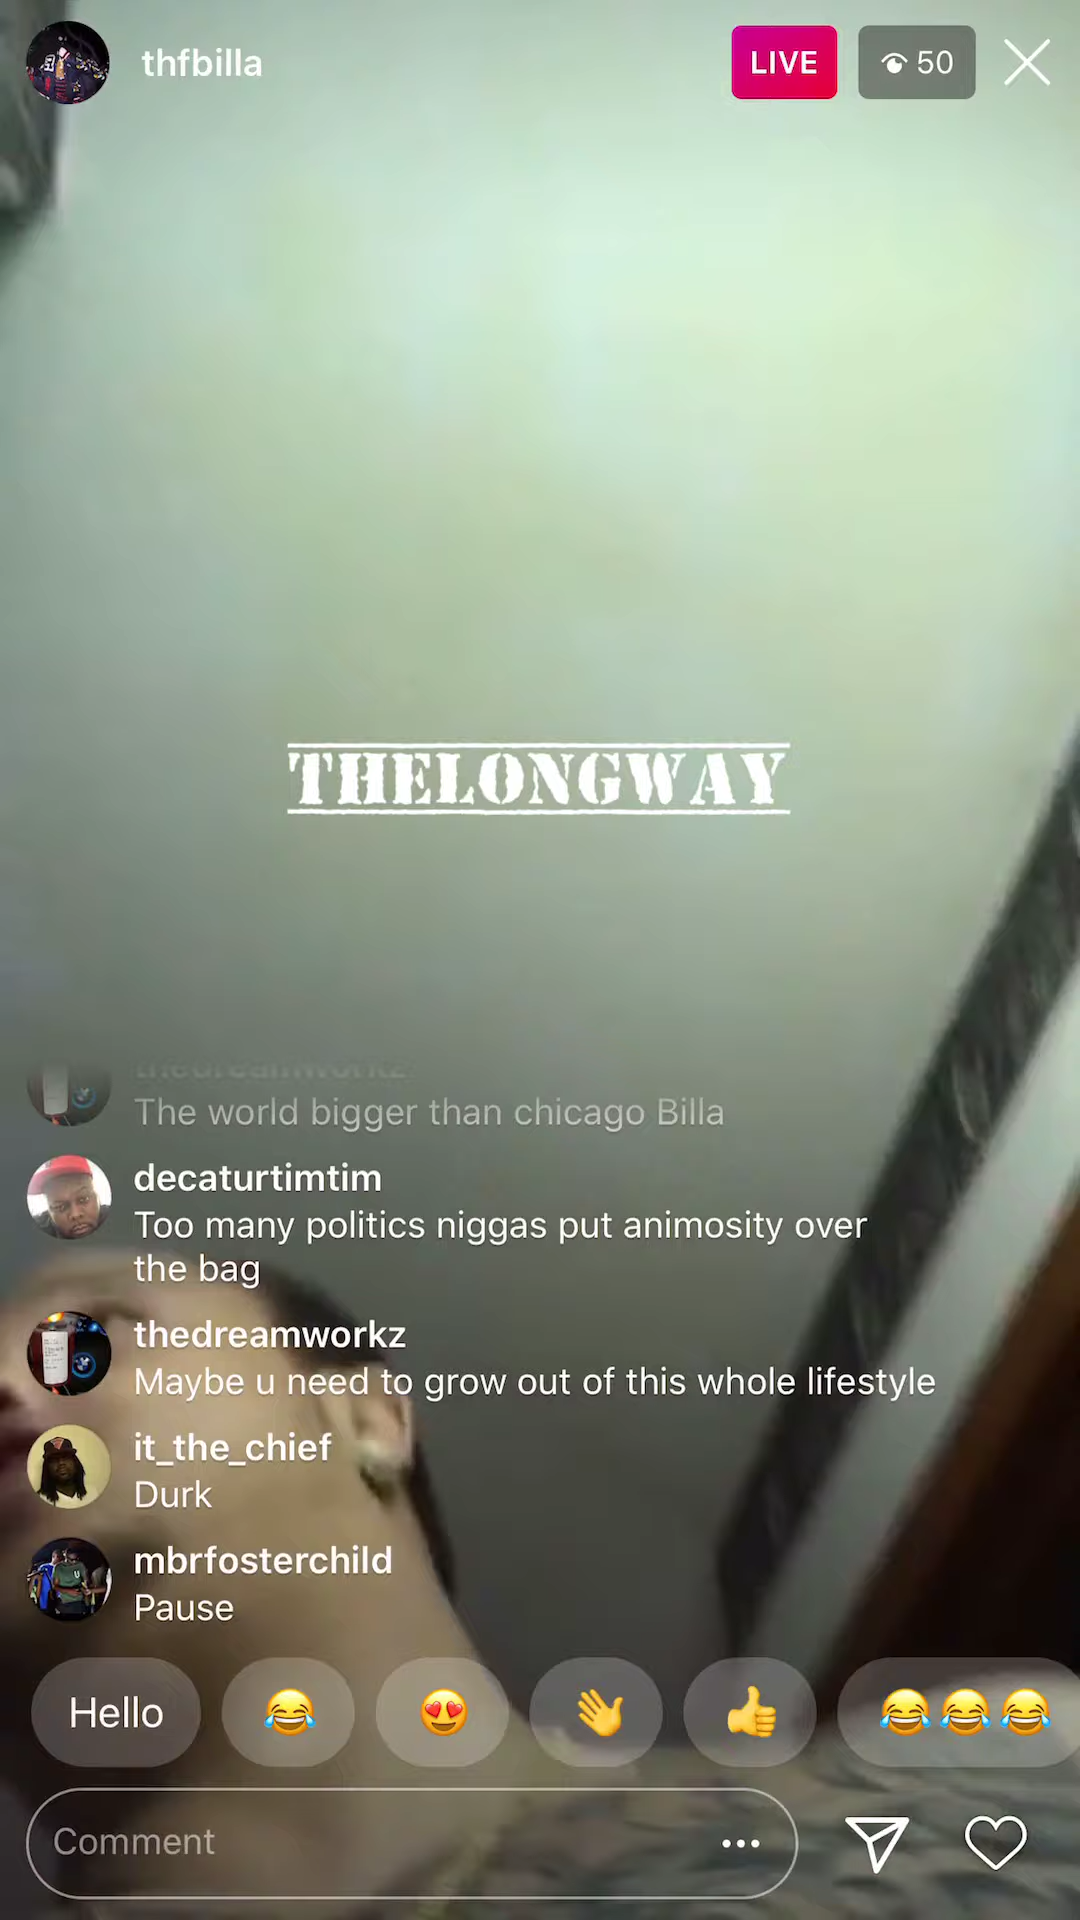 thfbilla
LIVE
50
THELONGWAY
thedreamworkz
The world bigger than chicago Billa
decaturtimtim
Too many politics niggas put animosity over
the bag
thedreamworkz
Maybe u need to grow out of this whole lifestyle
it_the_chief
Durk
mbrfosterchild
Pause
Hello
Comment